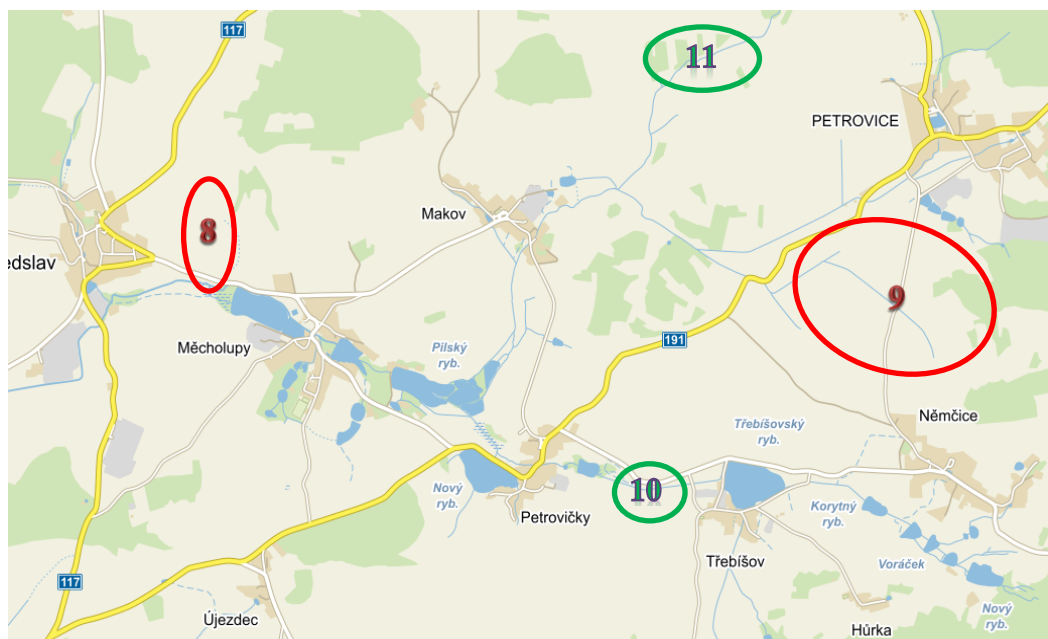 117
11
PETROVICE
Makov
8
edslav
9
191
Měcholupy
Pilský
ryb.
Němčice
Třebíšovský
ryb.
Nový
ryb.
10
Petrovičky
Korytný
ryb.
Třebíšov
Voráček
117
Nový
ryb.
Újezdec
Hůrka